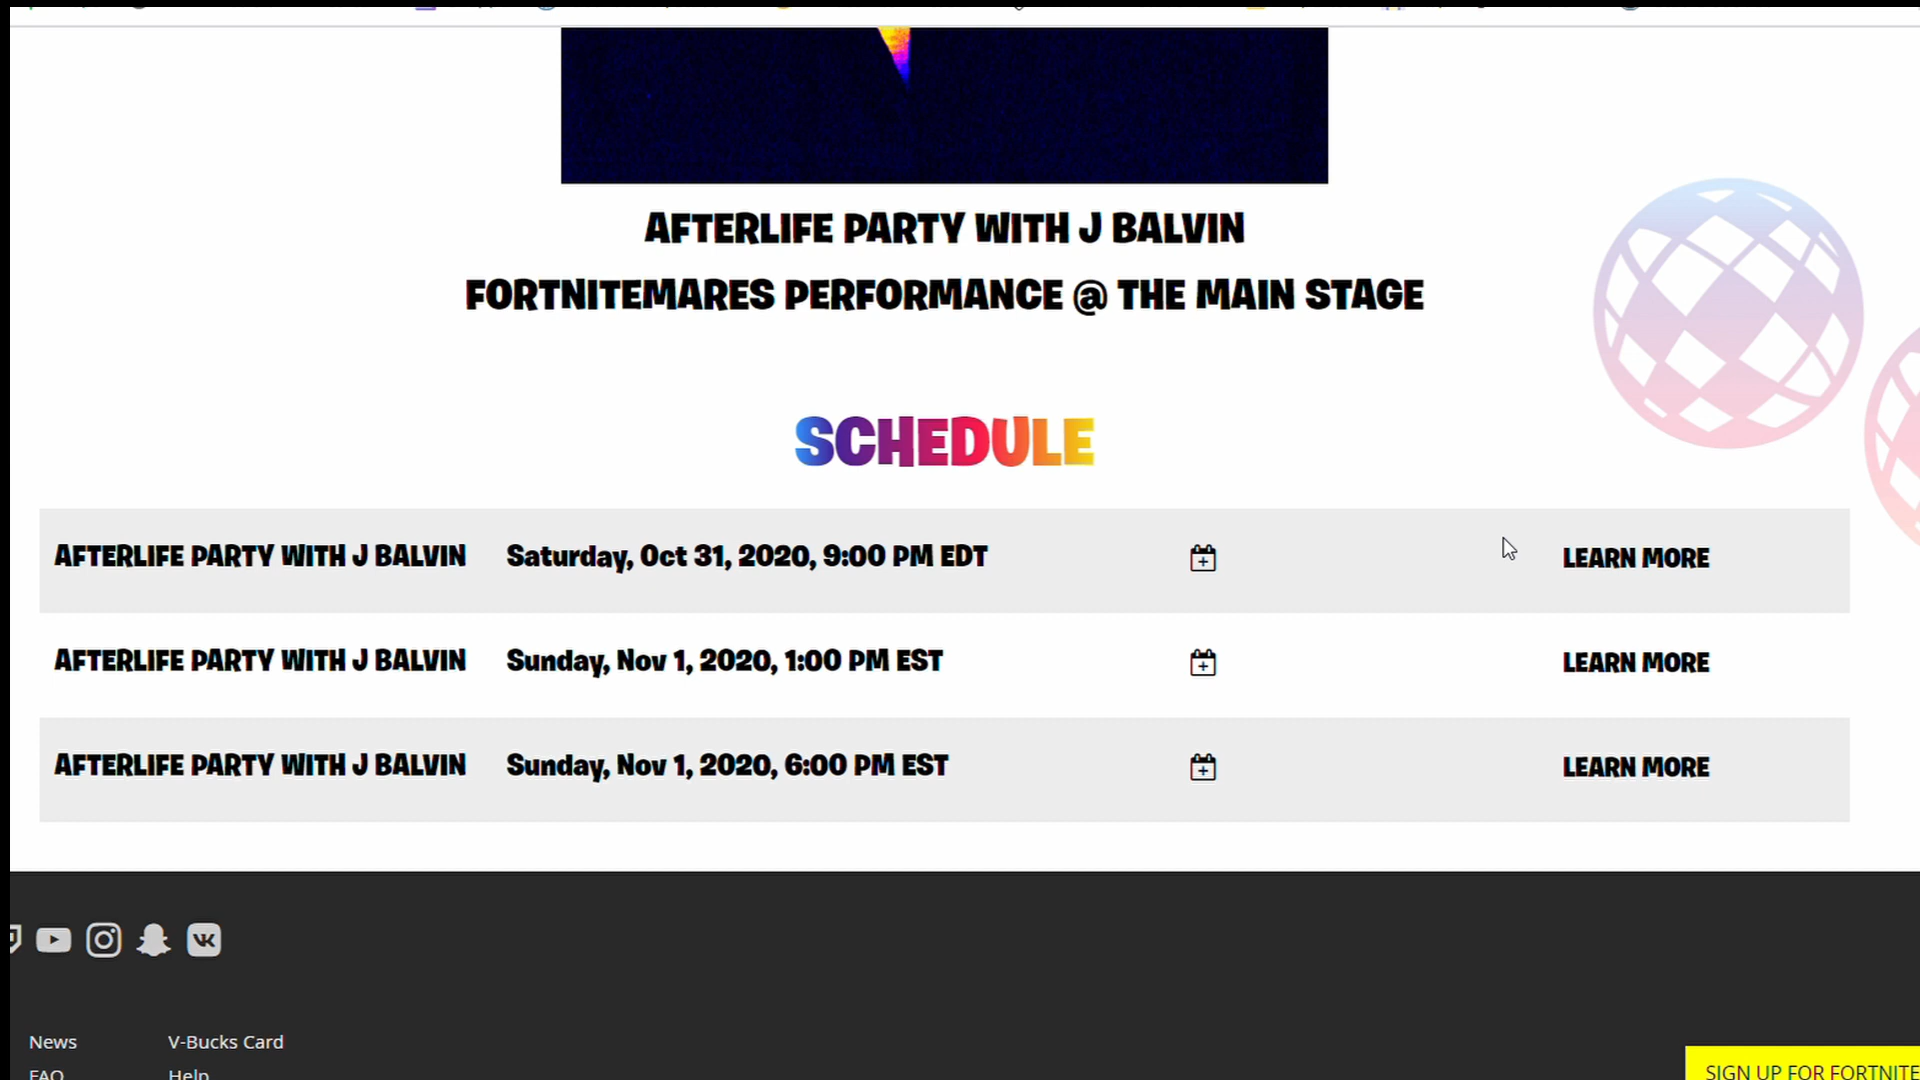 AFTERLIFE PARTY WITH J BALVIN
FORTNITEMARES PERFORMANCE @ THE MAIN STAGE
SCHEDULE
AFTERLIFE PARTY WITH J BALVIN Saturday, Oct 31, 2020, 9:00 PM EDT LEARN MORE
AFTERLIFE PARTY WITH J BALVIN Sunday, Nov 1, 2020, 1:00 PM EST LEARN MORE
AFTERLIFE PARTY WITH J BALVIN Sunday, Nov 1, 2020, 6:00 PM EST LEARN MORE
News V-Bucks Card
FAQ Help
SIGN UP FOR FORTNITE